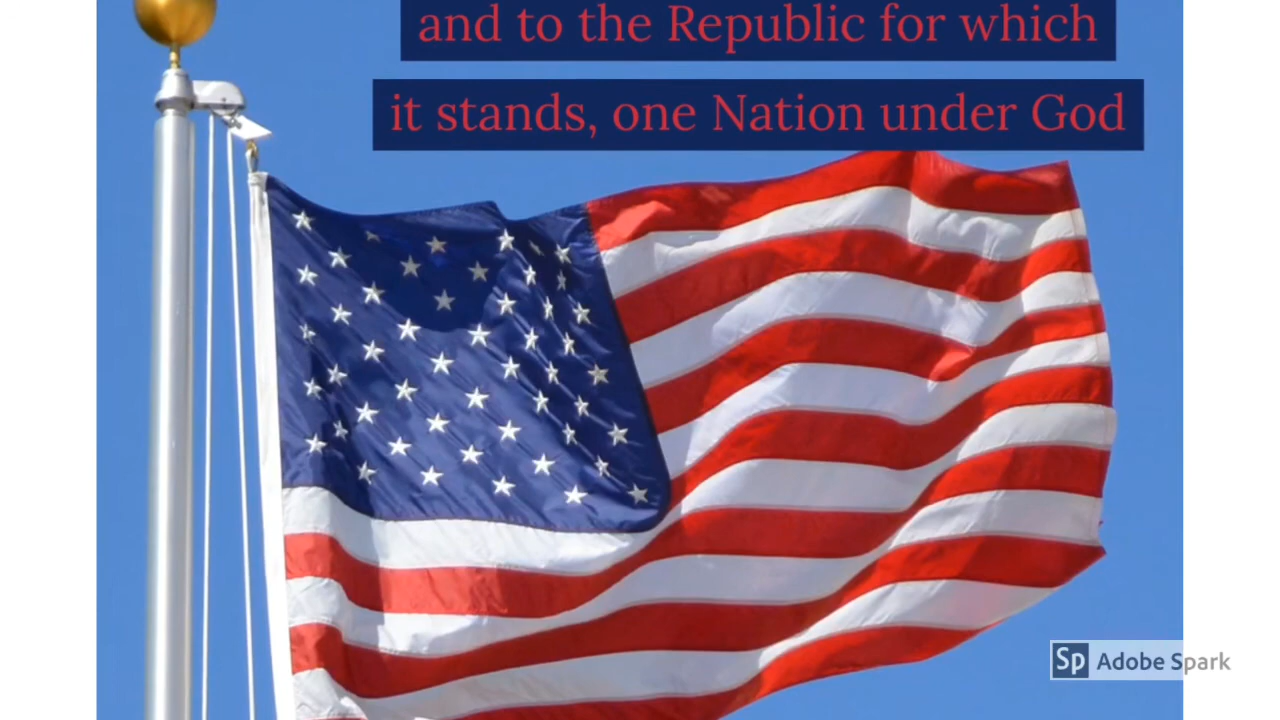 and to the Republic for which
it stands, one Nation under God
Sp Adobe Spark